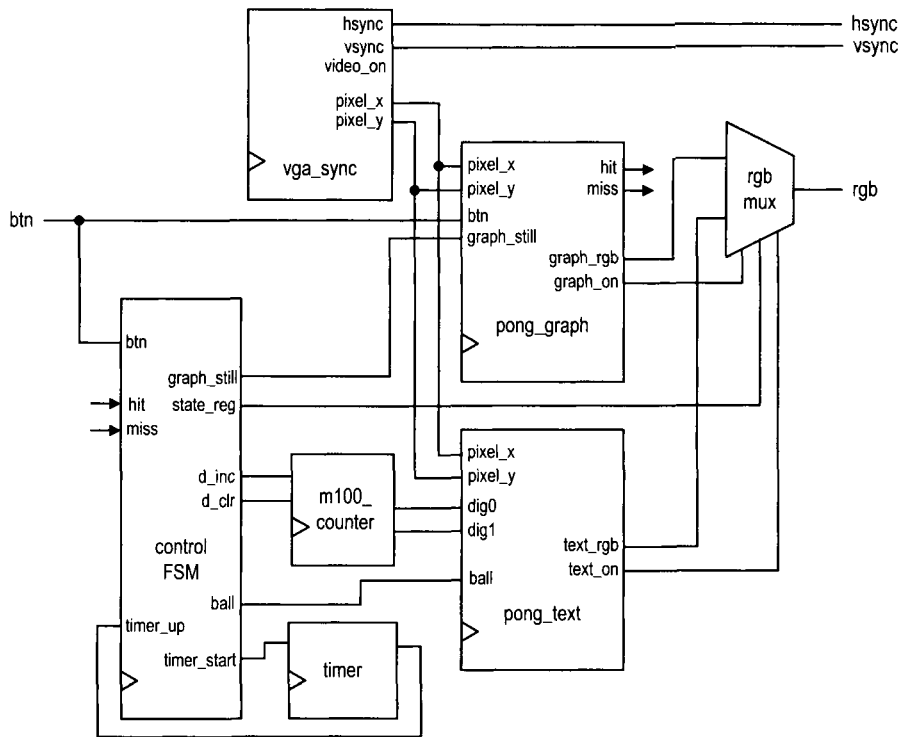 hsync
vsync
video_on
pixel_x
pixel_y
vga_sync
hsync
vsync
btn
pixel_x
pixel_y
btn
graph_still
hit
miss
graph_rgb
graph_on
pong_graph
rgb
mux
rgb
btn
hit
miss
graph_still
state_reg
d_inc
d_clr
control
FSM
ball
timer_up
timer_start
m100_
counter
timer
pixel_x
pixel_y
dig0
dig1
ball
text_rgb
text_on
pong_text